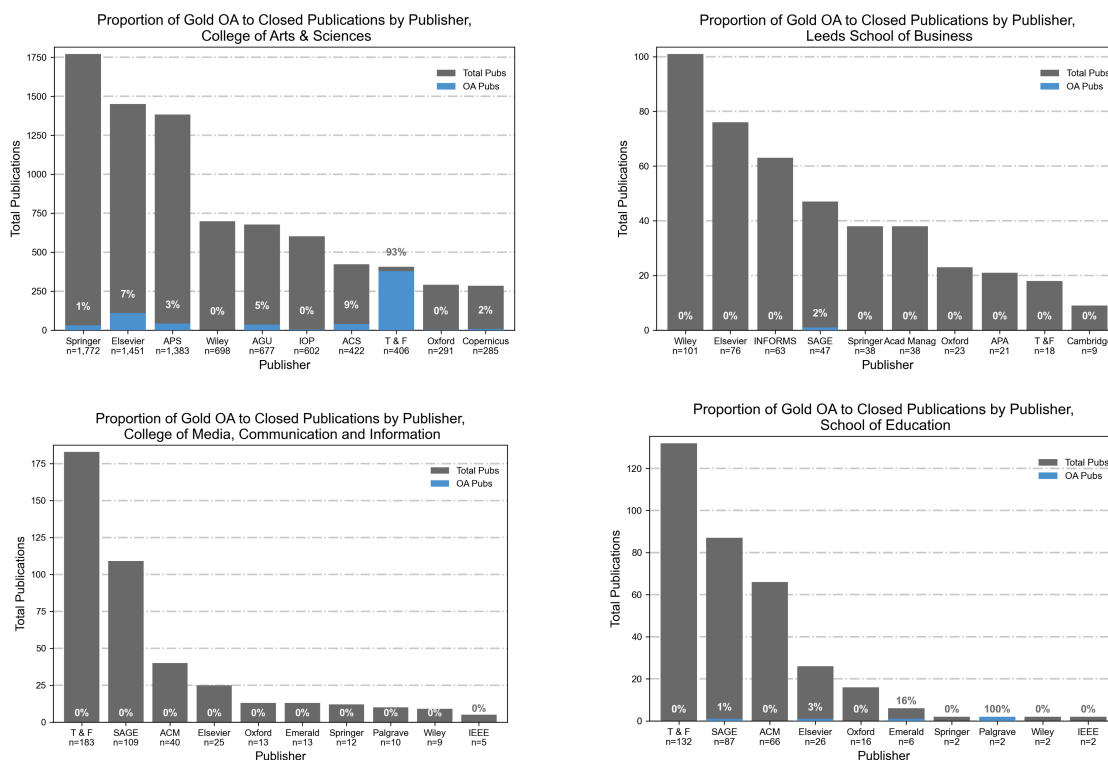 Proportion of Gold OA to Closed Publications by Publisher,
College of Arts & Sciences
Total Publications
1750
1500
1250
1000
750
500
250
0
Total Pubs
OA Pubs
1%
7%
3%
0%
5%
0%
9%
93%
0%
2%
Springer Elsevier APS Wiley AGU IOP ACS T & F Oxford Copernicus
n=1,772 n=1,451 n=1,383 n=698 n=677 n=602 n=422 n=406 n=291 n=285
Publisher
Proportion of Gold OA to Closed Publications by Publisher,
Leeds School of Business
Total Publications
100
80
60
40
20
0
Total Pubs
OA Pubs
0%
0%
0%
2%
0%
0%
0%
0%
0%
0%
Wiley Elsevier INFORMS SAGE Springer Acad Manag Oxford APA T & F Cambridge
n=101 n=76 n=63 n=47 n=38 n=38 n=23 n=21 n=18 n=9
Publisher
Proportion of Gold OA to Closed Publications by Publisher,
College of Media, Communication and Information
Total Publications
175
150
125
100
75
50
25
0
Total Pubs
OA Pubs
0%
0%
0%
0%
0%
0%
0%
0%
0%
0%
T & F SAGE ACM Elsevier Oxford Emerald Springer Palgrave Wiley IEEE
n=183 n=109 n=40 n=25 n=13 n=13 n=12 n=10 n=9 n=5
Publisher
Proportion of Gold OA to Closed Publications by Publisher,
School of Education
Total Publications
120
100
80
60
40
20
0
Total Pubs
OA Pubs
0%
1%
0%
3%
0%
16%
0%
100%
0%
0%
T & F SAGE ACM Elsevier Oxford Emerald Springer Palgrave Wiley IEEE
n=132 n=87 n=66 n=26 n=16 n=6 n=2 n=2 n=2 n=2
Publisher